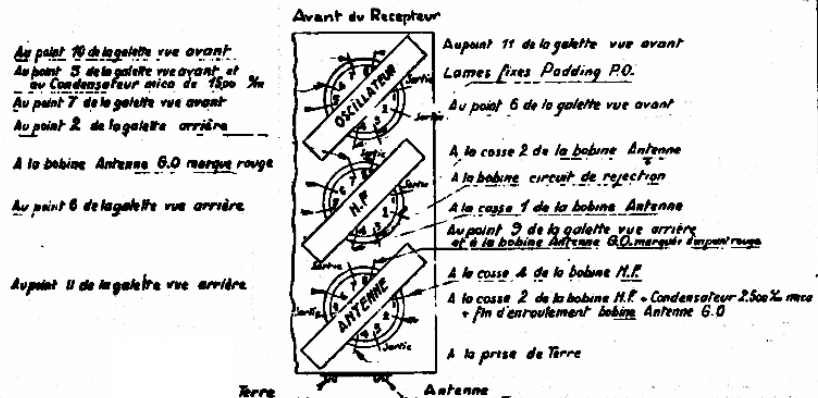 Avant du Recepteur
Au point 10 de la galette vue avant
Au point 5 de la galette vue avant et
au Condensateur mica de 1500 %m
Au point 7 de la galette vue avant
Au point 2 de la galette arrière
A la bobine Antenne G.O marque rouge
Au point 6 de la galette vue arrière
Au point 11 de la galette vue arrière
OSCILLATEUR
Sortie
Sortie
H.F
Sortie
Sortie
ANTENNE
Sortie
Sortie
Sortie
Au point 11 de la galette vue avant
Lames fixes Padding P.O.
Au point 6 de la galette vue avant
A la cosse 2 de la bobine Antenne
A la bobine circuit de rejection
A la cosse 1 de la bobine Antenne
Au point 9 de la galette vue arrière
et à la bobine Antenne G.O. marquée d'un point rouge
A la cosse 4 de la bobine H.F.
A la cosse 2 de la bobine H.F. + Condensateur 2.500 mica
+ fin d'enroulement bobine Antenne G.O
A la prise de Terre
Terre
Antenne